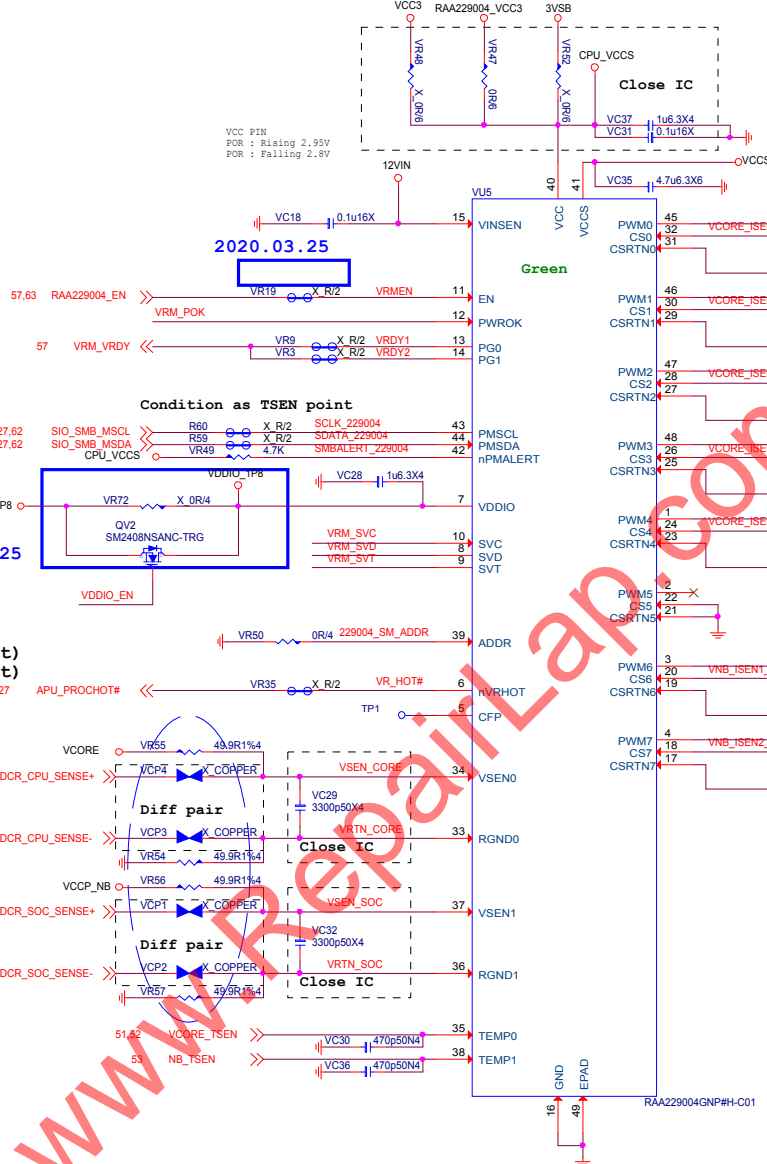 VCC3 RAA229004_VCC3 3VSB
VR48 X_0R/6 VR47 0R6 VR52 X_0R/6 CPU_VCCS
Close IC
VC37 1u6.3X4
VC31 0.1u16X
VCC PIN
POR : Rising 2.95V
POR : Falling 2.8V
12VIN
40 41
VCCS
VC35 4.7u6.3X6
VU5
VC18 0.1u16X 15 VINSEN
VCC VCCS
PWM0 45
CS0 32 VCORE_ISE
CSRTN0 31
2020.03.25
Green
57,63 RAA229004_EN VR19 X_R/2 VRMEN 11 EN
VRM_POK 12 PWROK
PWM1 46
CS1 30 VCORE_ISE
CSRTN1 29
57 VRM_VRDY VR9 X_R/2 VRDY1 13 PG0
VR3 X_R/2 VRDY2 14 PG1
PWM2 47
CS2 28 VCORE_ISE
CSRTN2 27
Condition as TSEN point
27,62 SIO_SMB_MSCL R60 X_R/2 SCLK_229004 43 PMSCL
27,62 SIO_SMB_MSDA R59 X_R/2 SDATA_229004 44 PMSDA
CPU_VCCS VR49 4.7K SMBALERT_229004 42 nPMALERT
PWM3 48
CS3 26 VCORE_ISE
CSRTN3 25
VDDIO_1P8
VC28 1u6.3X4
P8 VR72 X_0R/4 7 VDDIO
QV2
SM2408NSANC-TRG
25
VDDIO_EN
PWM4 1
CS4 24 VCORE_ISE
CSRTN4 23
VRM_SVC 10 SVC
VRM_SVD 8 SVD
VRM_SVT 9 SVT
PWM5 2
CS5 22
CSRTN5 21
VR50 0R/4 229004_SM_ADDR 39 ADDR
t)
t)
PWM6 3
CS6 20 VNB_ISEN1
CSRTN6 19
27 APU_PROCHOT# VR35 X_R/2 VR_HOT# 6 nVRHOT
TP1 5 CFP
PWM7 4
CS7 18 VNB_ISEN2
CSRTN7 17
VCORE VR55 49.9R1%4
DCR_CPU_SENSE+ VCP4 X_COPPER VSEN_CORE 34 VSEN0
Diff pair
VC29
3300p50X4
DCR_CPU_SENSE- VCP3 X_COPPER VRTN_CORE 33 RGND0
Close IC
VR54 49.9R1%4
VCCP_NB VR56 49.9R1%4
DCR_SOC_SENSE+ VCP1 X_COPPER VSEN_SOC 37 VSEN1
Diff pair
VC32
3300p50X4
DCR_SOC_SENSE- VCP2 X_COPPER VRTN_SOC 36 RGND1
Close IC
VR57 49.9R1%4
51,52 VCORE_TSEN 35 TEMP0
VC30 470p50N4
53 NB_TSEN 38 TEMP1
VC36 470p50N4
GND EPAD
16 49
RAA229004GNP#H-C01
www.RepairLap.com